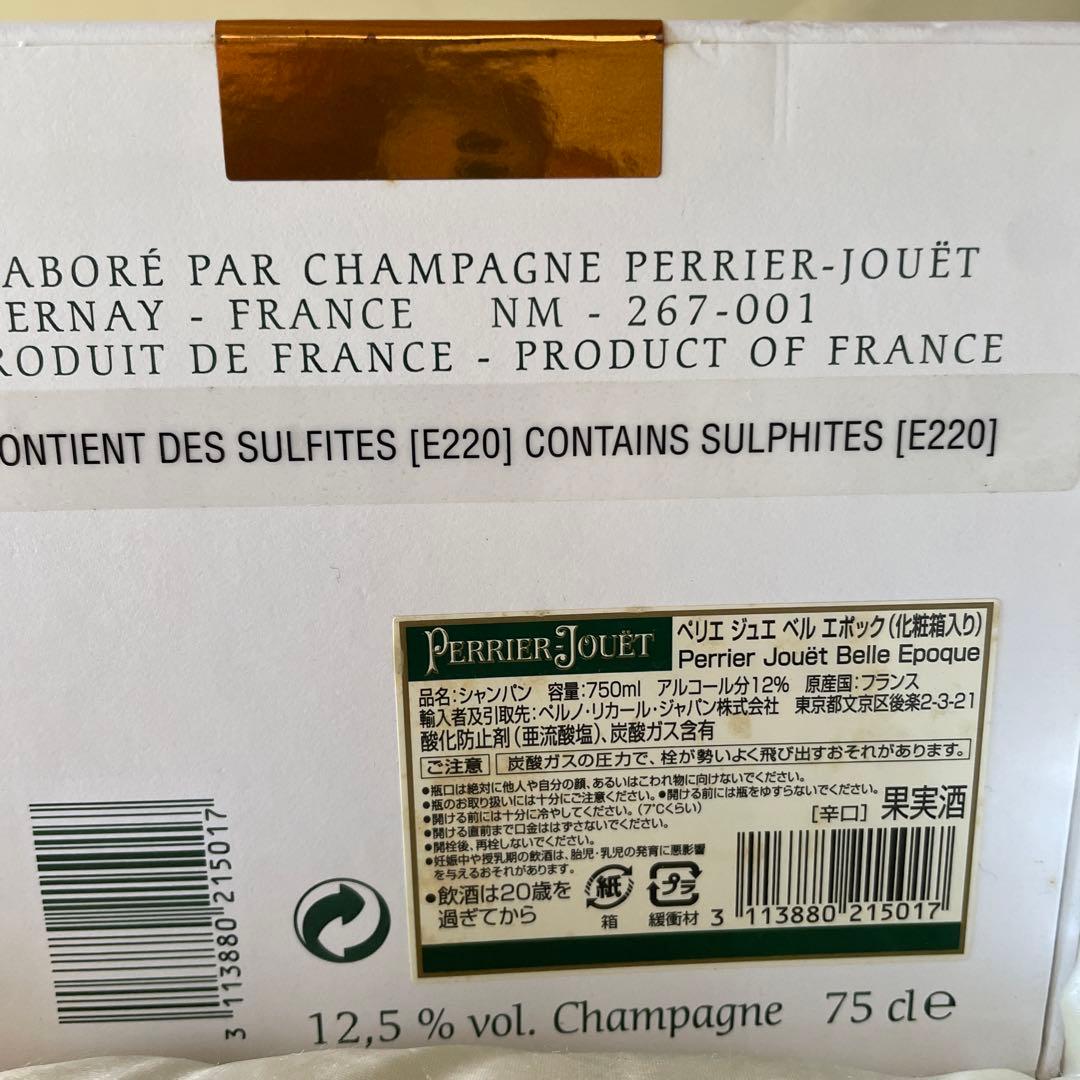 ABORÉ PAR CHAMPAGNE PERRIER-JOUËT
ERNAY - FRANCE NM - 267-001
RODUIT DE FRANCE - PRODUCT OF FRANCE
ONTIENT DES SULFITES [E220] CONTAINS SULPHITES [E220]
PERRIER-JOUËT
ペリエ ジュエ ベル エポック(化粧箱入り)
Perrier Jouët Belle Epoque
品名:シャンパン 容量:750ml アルコール分12% 原産国:フランス
輸入者及引取先:ペルノ・リカール・ジャパン株式会社 東京都文京区後楽2-3-21
酸化防止剤(亜流酸塩)、炭酸ガス含有
ご注意 炭酸ガスの圧力で、栓が勢いよく飛び出すおそれがあります。
●瓶口は絶対に他人や自分の顔、あるいはこわれ物に向けないでください。
●瓶のお取り扱いには十分にご注意ください。●開ける前には瓶をゆすらないでください。
●開ける前には十分に冷やしてください。(7℃くらい)
●開ける直前まで口金ははずさないでください。
●開栓後、再栓しないでください。
●妊娠中や授乳期の飲酒は、胎児・乳児の発育に悪影響
を与えるおそれがあります。
[辛口] 果実酒
●飲酒は20歳を
過ぎてから
紙
箱
プラ
緩衝材
3 113880 215017
3 113880 215017
12,5 % vol. Champagne 75 cl e